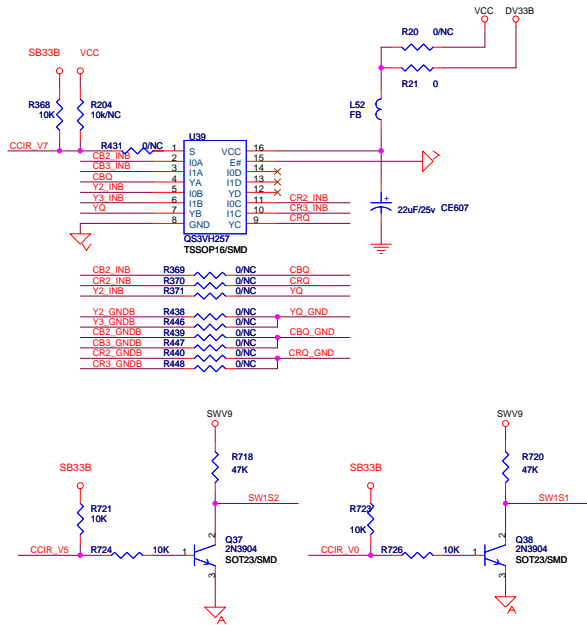 VCC DV33B
R20 0/NC
R21 0
SB33B VCC
R368 10K
R204 10k/NC
L52 FB
CCIR_V7 R431 0/NC
U39
1 S VCC 16
CB2_INB 2 I0A E# 15
CB3_INB 3 I1A I0D 14
CBQ 4 YA I1D 13
Y2_INB 5 I0B YD 12
Y3_INB 6 I1B I0C 11 CR2_INB
YQ 7 YB I1C 10 CR3_INB
8 GND YC 9 CRQ
QS3VH257
TSSOP16/SMD
22uF/25v CE607
CB2_INB R369 0/NC CBQ
CR2_INB R370 0/NC CRQ
Y2_INB R371 0/NC YQ
Y2_GNDB R438 0/NC YQ_GND
Y3_GNDB R446 0/NC
CB2_GNDB R439 0/NC CBQ_GND
CB3_GNDB R447 0/NC
CR2_GNDB R440 0/NC CRQ_GND
CR3_GNDB R448 0/NC
SWV9
R718
47K
SW1S2
SB33B
R721
10K
CCIR_V5 R724 10K 1 2 3
Q37
2N3904
SOT23/SMD
A
SWV9
R720
47K
SW1S1
SB33B
R723
10K
CCIR_V0 R726 10K 1 2 3
Q38
2N3904
SOT23/SMD
A